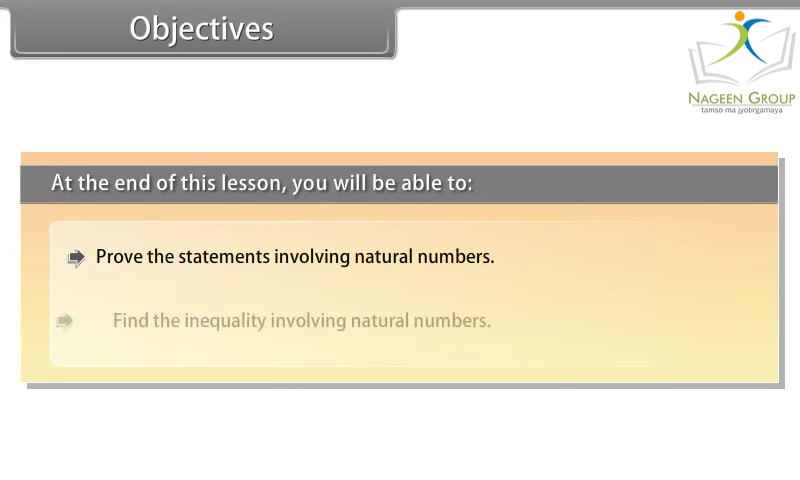 Objectives
NAGEEN GROUP
tamso ma jyotirgamaya
At the end of this lesson, you will be able to:
Prove the statements involving natural numbers.
Find the inequality involving natural numbers.